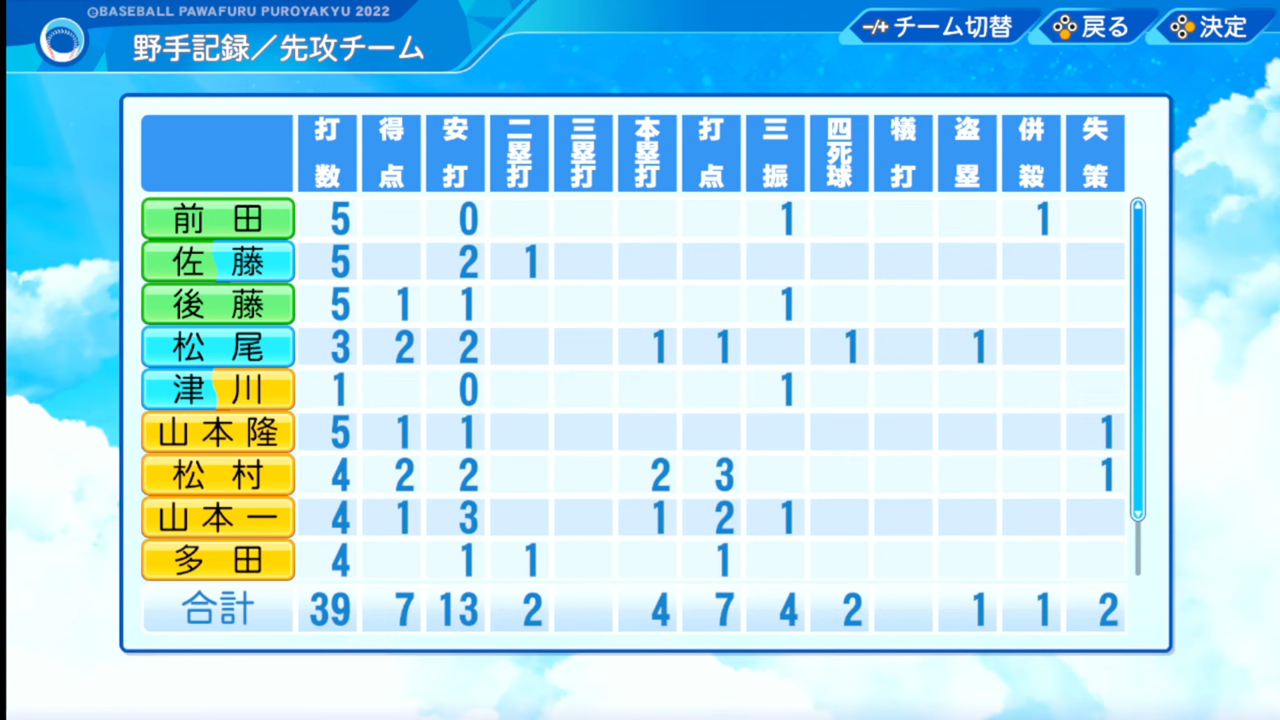 ©BASEBALL PAWAFURU PUROYAKYU 2022
野手記録／先攻チーム
-/+ チーム切替 戻る 決定
打数 得点 安打 二塁打 三塁打 本塁打 打点 三振 四死球 犠打 盗塁 併殺 失策
前田 5 0 1 1
佐藤 5 2 1
後藤 5 1 1 1
松尾 3 2 2 1 1 1 1
津川 1 0 1
山本隆 5 1 1 1
松村 4 2 2 2 3 1
山本一 4 1 3 1 2 1
多田 4 1 1 1
合計 39 7 13 2 4 7 4 2 1 1 2